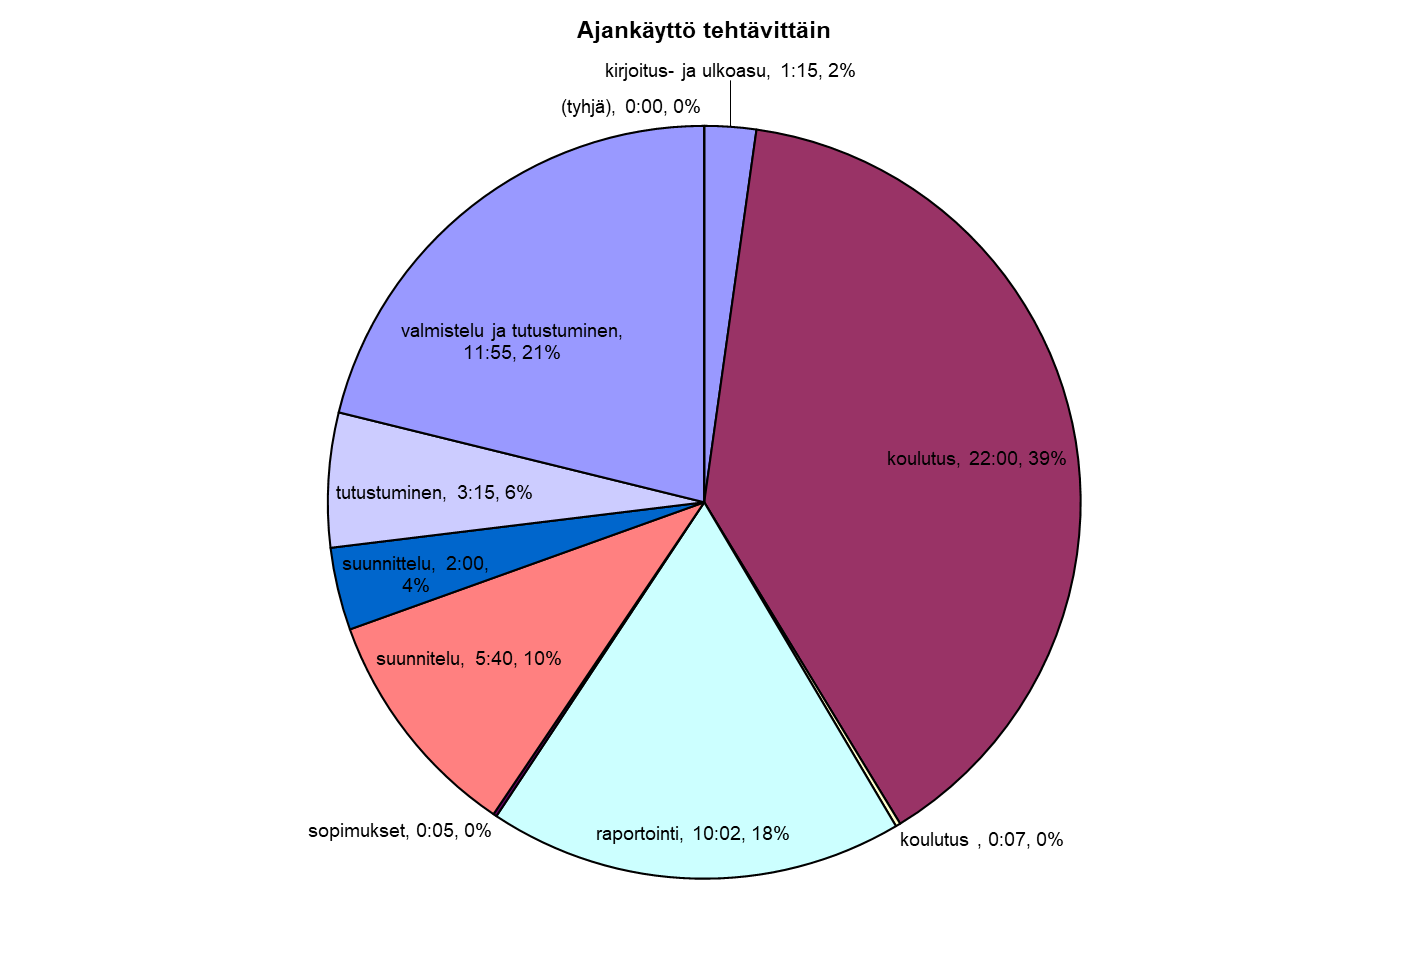 Ajankäyttö tehtävittäin
kirjoitus- ja ulkoasu, 1:15, 2%
(tyhjä), 0:00, 0%
valmistelu ja tutustuminen,
11:55, 21%
koulutus, 22:00, 39%
tutustuminen, 3:15, 6%
suunnittelu, 2:00,
4%
suunnitelu, 5:40, 10%
sopimukset, 0:05, 0%
raportointi, 10:02, 18%
koulutus , 0:07, 0%